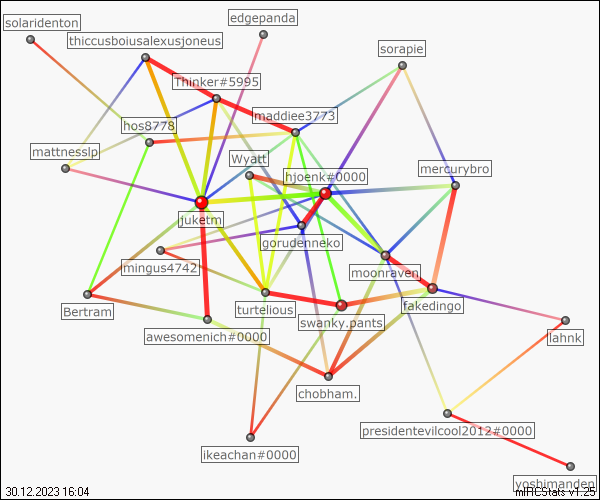 edgepanda
solaridenton
thiccusboiusalexusjoneus
sorapie
Thinker#5995
maddiee3773
hos8778
mattnesslp
Wyatt
hjoenk#0000
mercurybro
juketm
gorudenneko
mingus4742
moonraven
Bertram
turtelious
swanky.pants
fakedingo
awesomenich#0000
lahnk
chobham.
presidentevilcool2012#0000
ikeachan#0000
yoshimanden
30.12.2023 16:04
mIRCStats v1.25